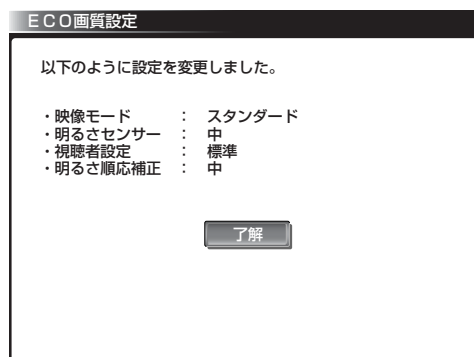 ＥＣＯ画質設定
以下のように設定を変更しました。
・映像モード ： スタンダード
・明るさセンサー ： 中
・視聴者設定 ： 標準
・明るさ順応補正 ： 中
了解